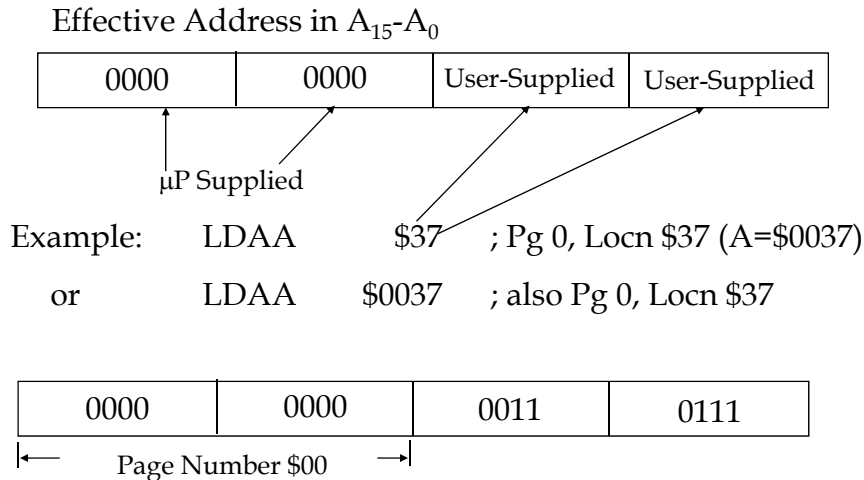 Effective Address in A₁₅-A₀
0000 0000 User-Supplied User-Supplied
μP Supplied
Example: LDAA $37 ; Pg 0, Locn $37 (A=$0037)
or LDAA $0037 ; also Pg 0, Locn $37
0000 0000 0011 0111
Page Number $00